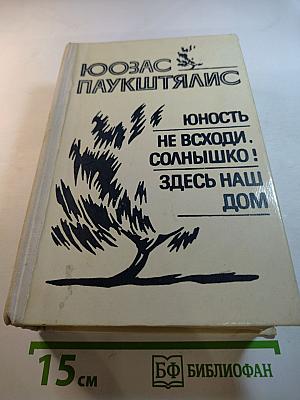 ЮОЗАС
ПАУКШТЯЛИС
ЮНОСТЬ
НЕ ВСХОДИ,
СОЛНЫШКО!
ЗДЕСЬ НАШ
ДОМ
15 см
БФ БИБЛИОФАН